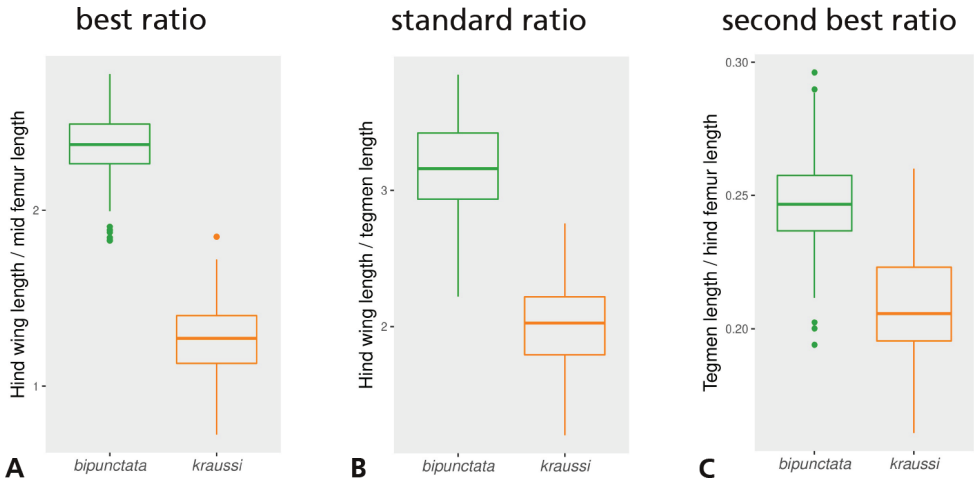 best ratio
Hind wing length / mid femur length
2
1
bipunctata
kraussi
A
standard ratio
Hind wing length / tegmen length
3
2
bipunctata
kraussi
B
second best ratio
Tegmen length / hind femur length
0.30
0.25
0.20
bipunctata
kraussi
C